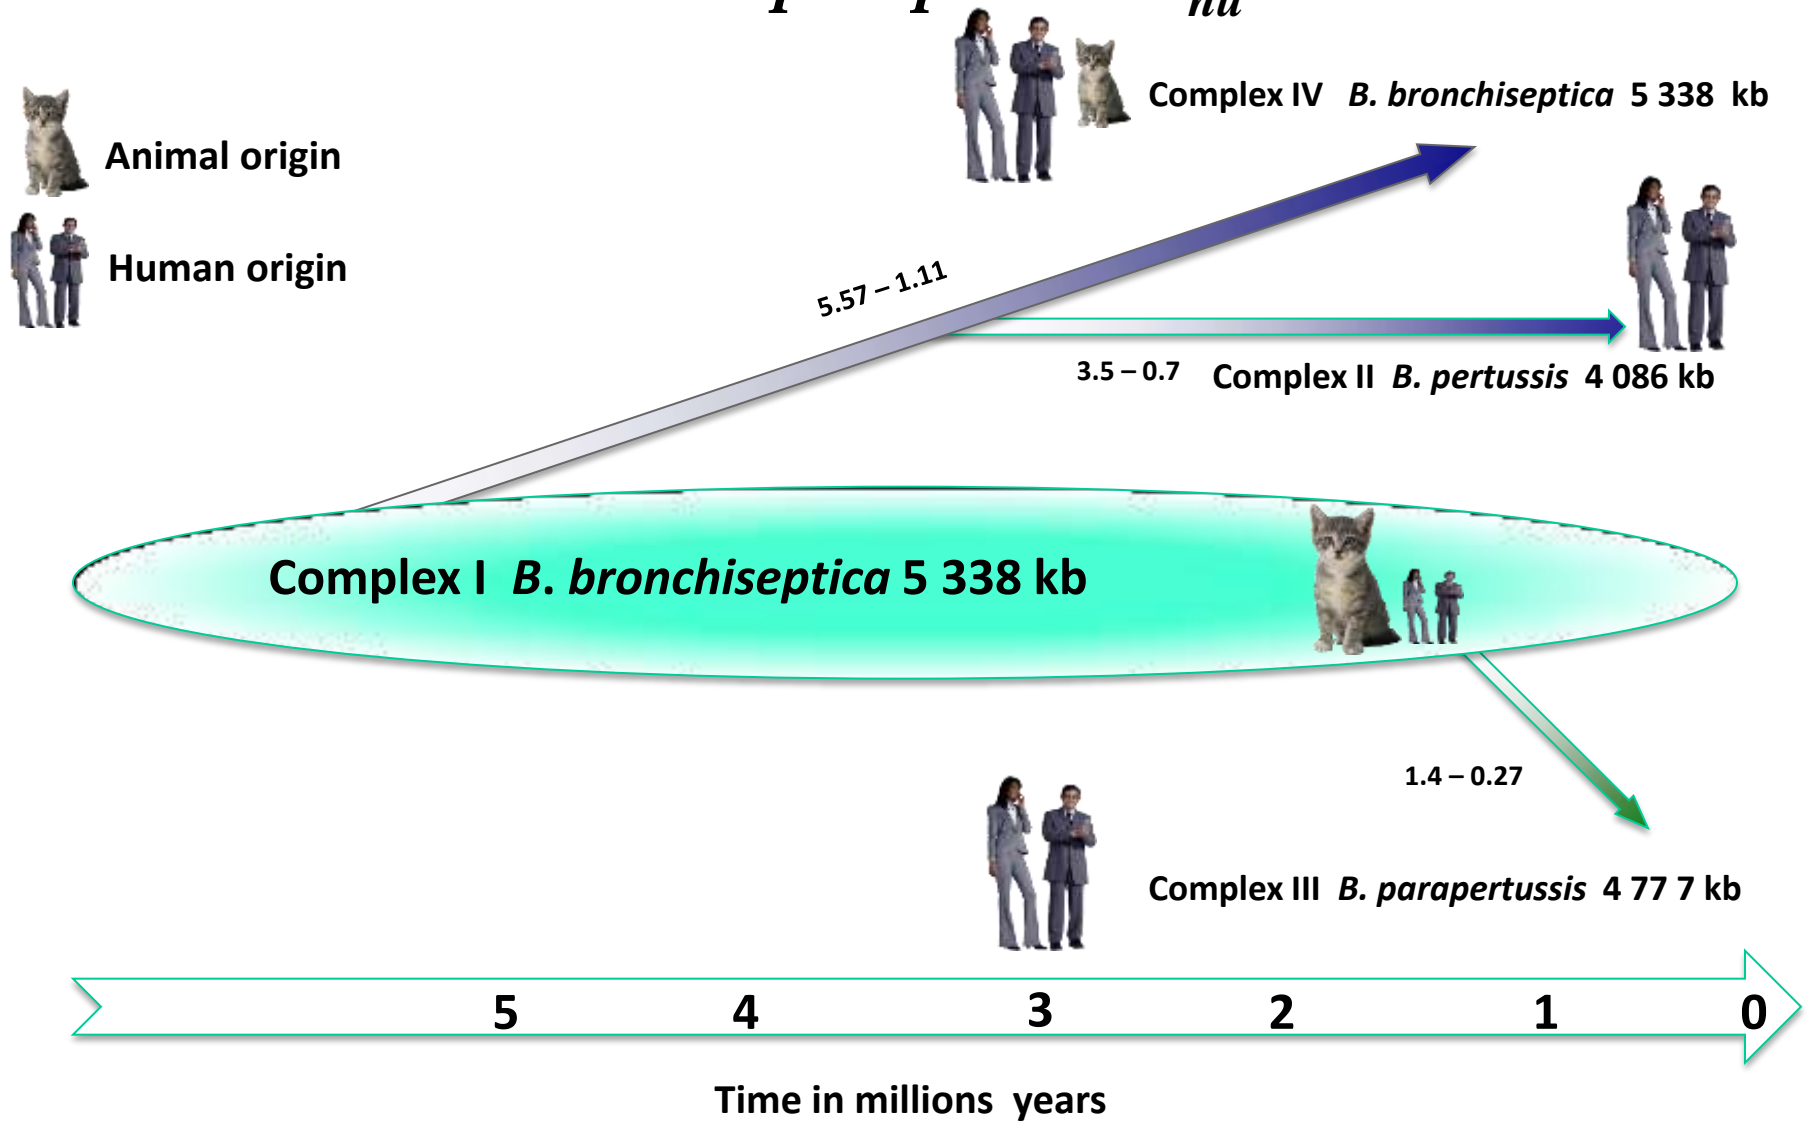 Complex IV B. bronchiseptica 5 338 kb
Animal origin
Human origin
5.57 – 1.11
3.5 – 0.7
Complex II B. pertussis 4 086 kb
Complex I B. bronchiseptica 5 338 kb
1.4 – 0.27
Complex III B. parapertussis 4 77 7 kb
5 4 3 2 1 0
Time in millions years